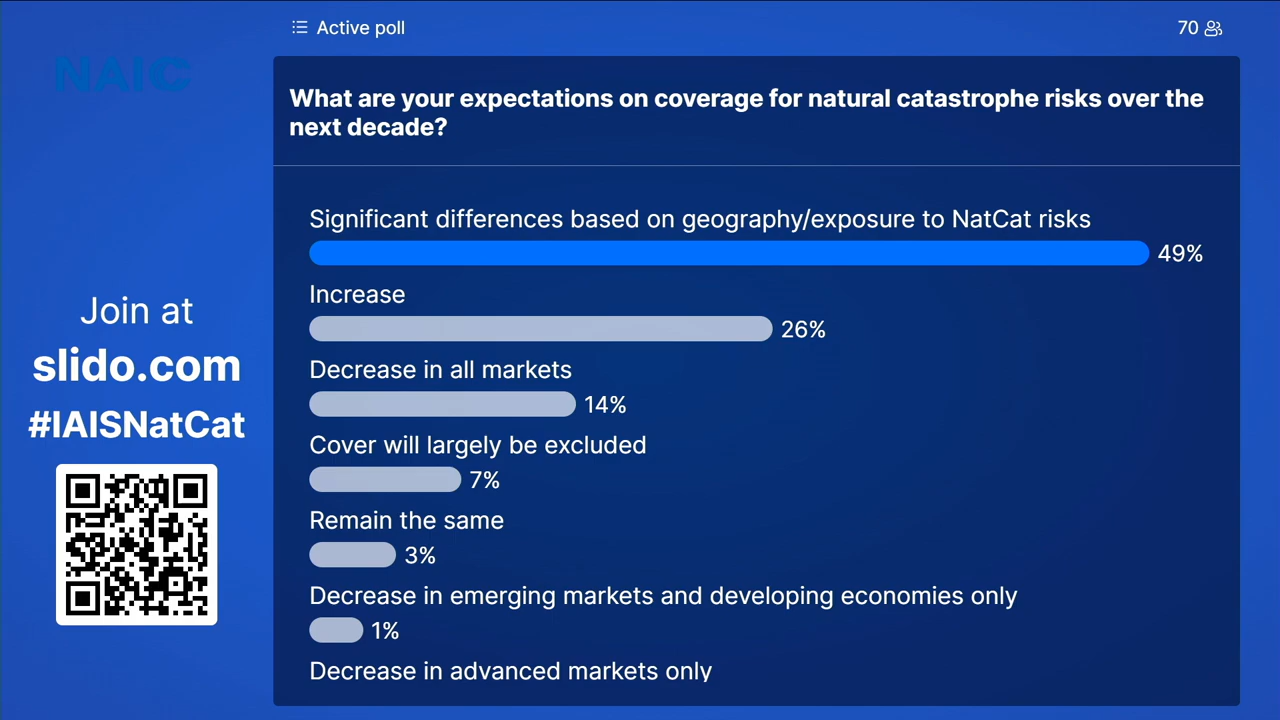 Active poll
70
NAIC
What are your expectations on coverage for natural catastrophe risks over the
next decade?
Significant differences based on geography/exposure to NatCat risks
49%
Increase
26%
Decrease in all markets
14%
Cover will largely be excluded
7%
Remain the same
3%
Decrease in emerging markets and developing economies only
1%
Decrease in advanced markets only
Join at
slido.com
#IAISNatCat